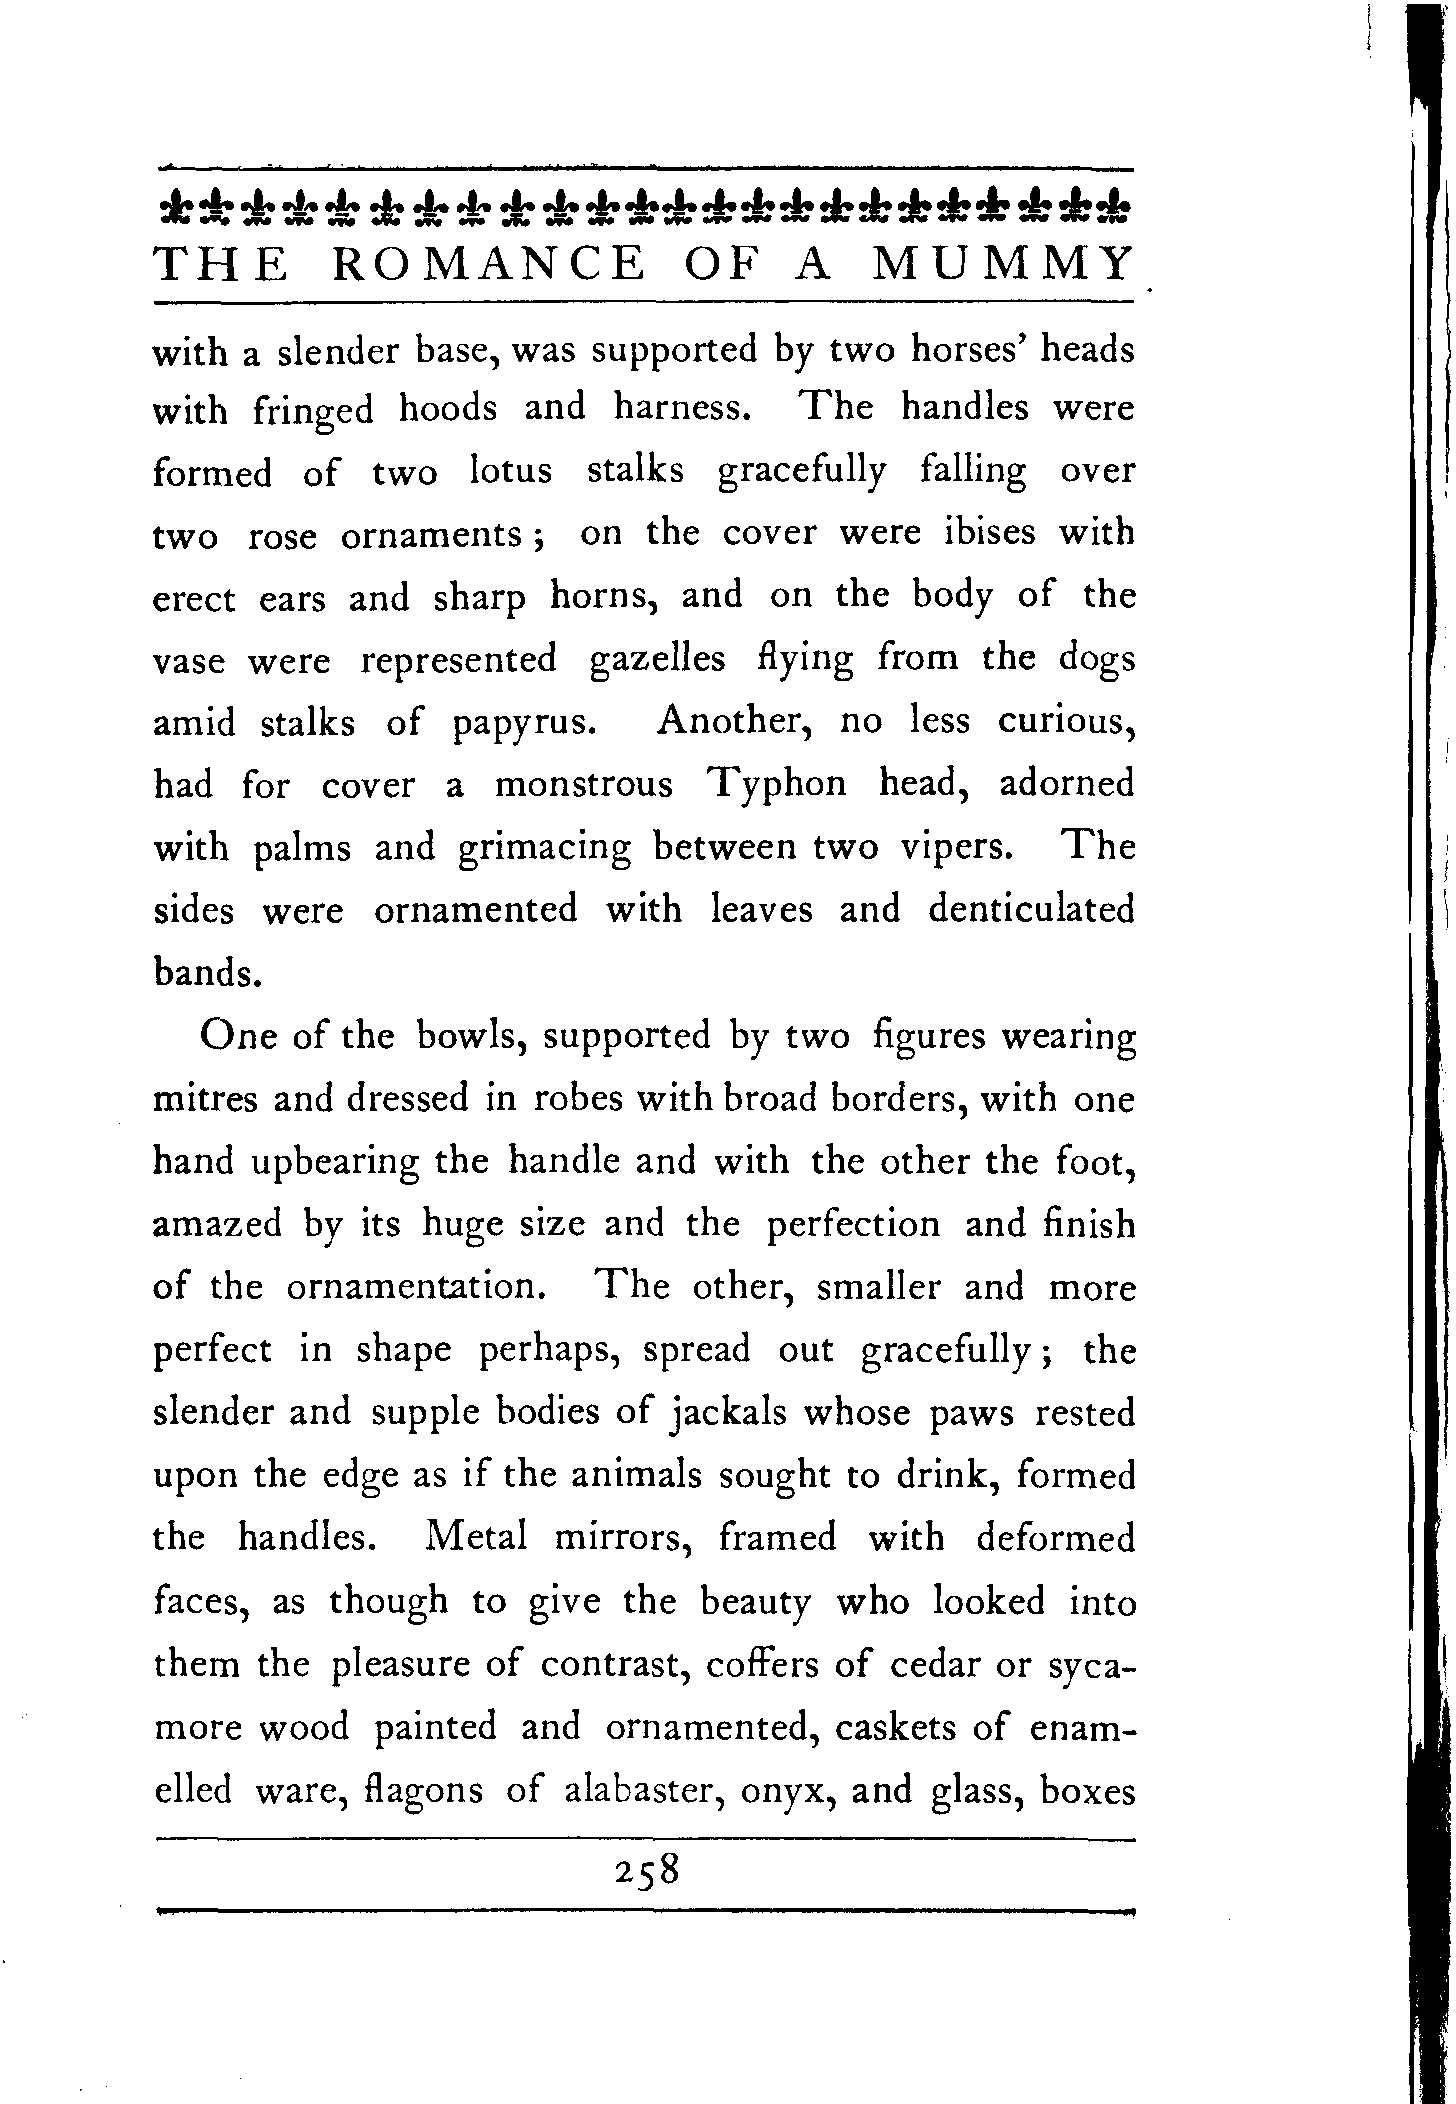 THE ROMANCE OF A MUMMY
with a slender base, was supported by two horses' heads
with fringed hoods and harness. The handles were
formed of two lotus stalks gracefully falling over
two rose ornaments; on the cover were ibises with
erect ears and sharp horns, and on the body of the
vase were represented gazelles flying from the dogs
amid stalks of papyrus. Another, no less curious,
had for cover a monstrous Typhon head, adorned
with palms and grimacing between two vipers. The
sides were ornamented with leaves and denticulated
bands.
One of the bowls, supported by two figures wearing
mitres and dressed in robes with broad borders, with one
hand upbearing the handle and with the other the foot,
amazed by its huge size and the perfection and finish
of the ornamentation. The other, smaller and more
perfect in shape perhaps, spread out gracefully; the
slender and supple bodies of jackals whose paws rested
upon the edge as if the animals sought to drink, formed
the handles. Metal mirrors, framed with deformed
faces, as though to give the beauty who looked into
them the pleasure of contrast, coffers of cedar or syca-
more wood painted and ornamented, caskets of enam-
elled ware, flagons of alabaster, onyx, and glass, boxes
258